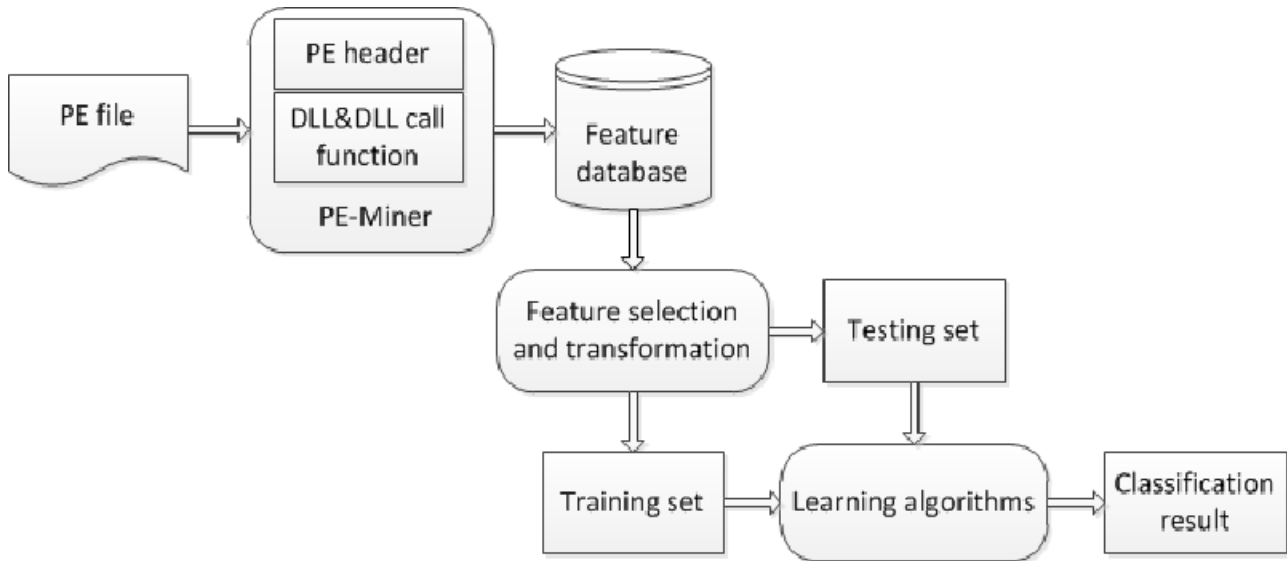 PE file
PE header
DLL&DLL call
function
PE-Miner
Feature
database
Feature selection
and transformation
Testing set
Training set
Learning algorithms
Classification
result